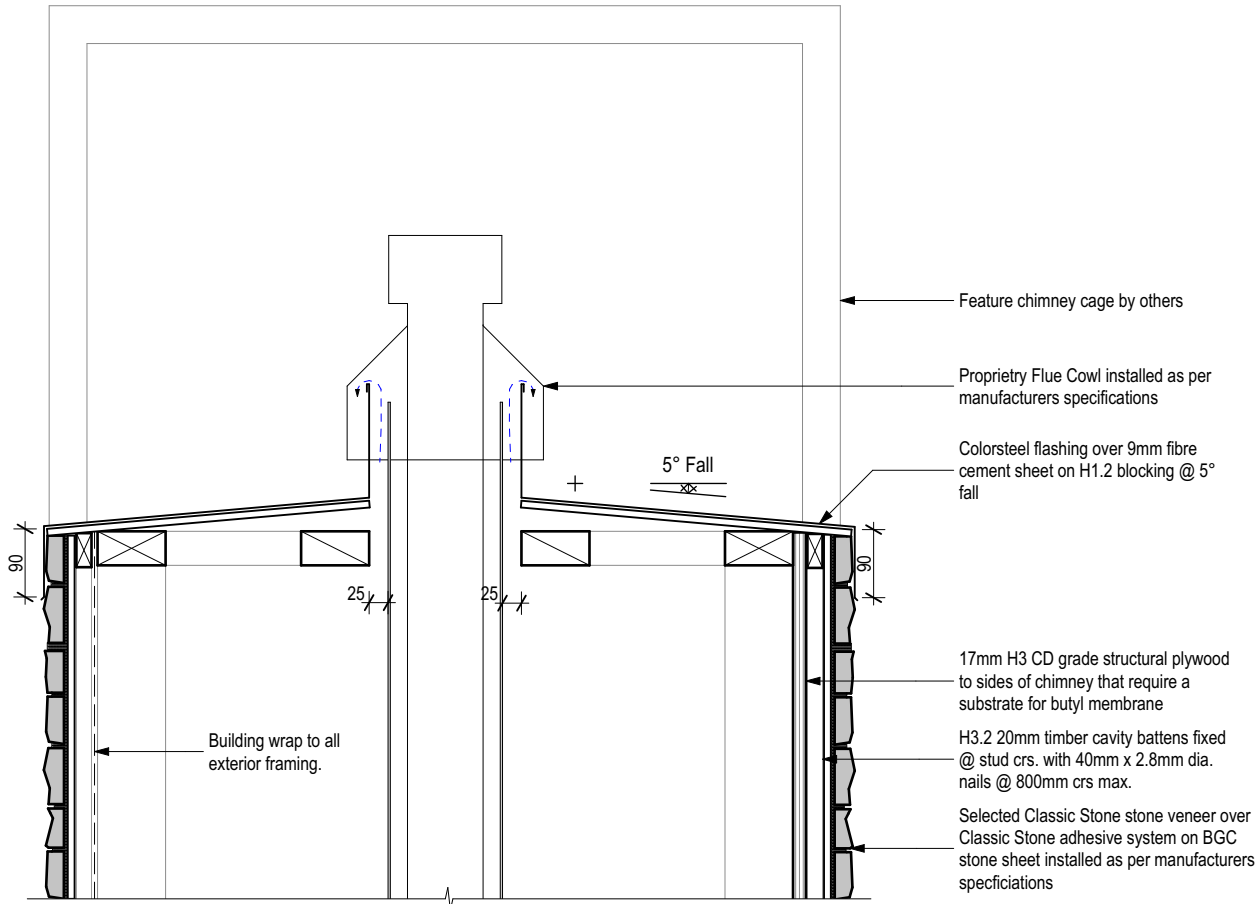 Feature chimney cage by others
Proprietry Flue Cowl installed as per
manufacturers specifications
Colorsteel flashing over 9mm fibre
cement sheet on H1.2 blocking @ 5°
fall
5° Fall
90
90
25
25
17mm H3 CD grade structural plywood
to sides of chimney that require a
substrate for butyl membrane
Building wrap to all
exterior framing.
H3.2 20mm timber cavity battens fixed
@ stud crs. with 40mm x 2.8mm dia.
nails @ 800mm crs max.
Selected Classic Stone stone veneer over
Classic Stone adhesive system on BGC
stone sheet installed as per manufacturers
specficiations